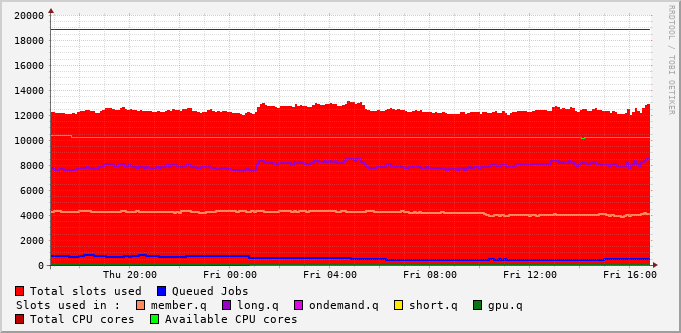 RRDTOOL / TOBI OETIKER
20000
18000
16000
14000
12000
10000
8000
6000
4000
2000
0
Thu 20:00 Fri 00:00 Fri 04:00 Fri 08:00 Fri 12:00 Fri 16:00
Total slots used Queued Jobs
Slots used in : member.q long.q ondemand.q short.q gpu.q
Total CPU cores Available CPU cores